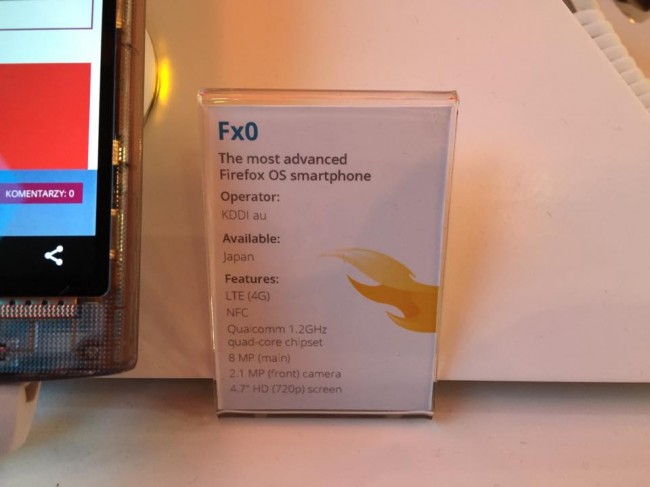 KOMENTARZY: 0
Fx0
The most advanced
Firefox OS smartphone
Operator:
KDDI au
Available:
Japan
Features:
LTE (4G)
NFC
Qualcomm 1.2GHz
quad-core chipset
8 MP (main)
2.1 MP (front) camera
4.7" HD (720p) screen